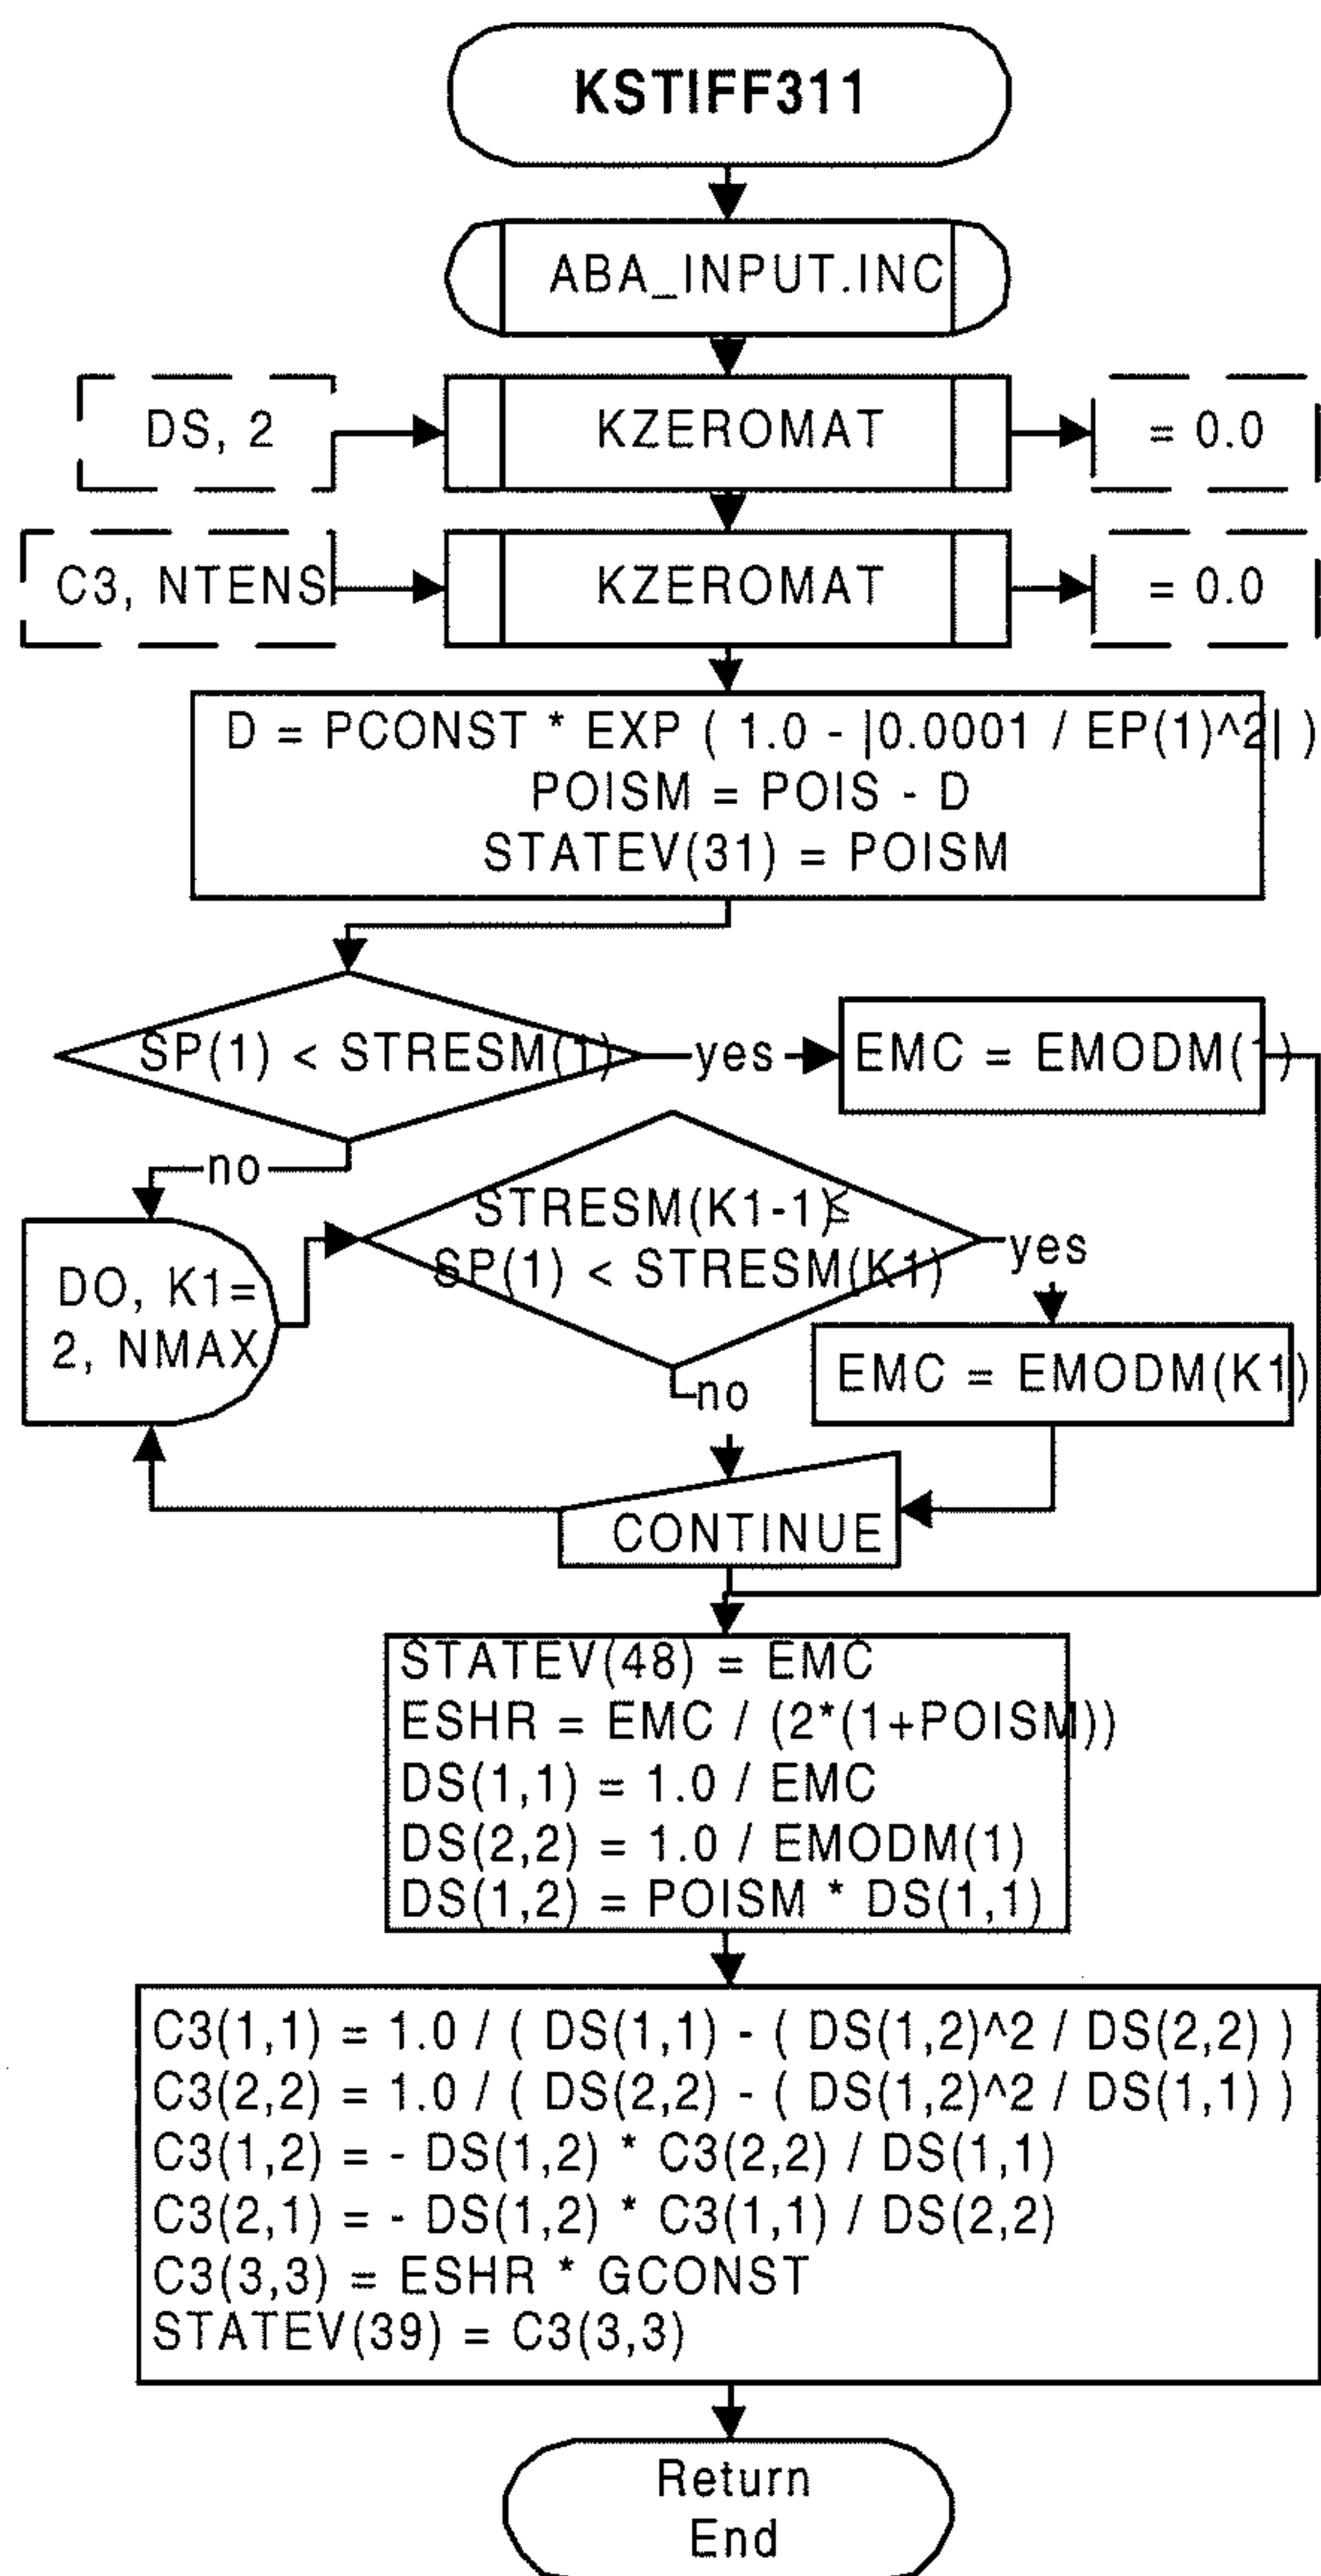 KSTIFF311
ABA_INPUT.INC
DS, 2
KZEROMAT
= 0.0
C3, NTENS
KZEROMAT
= 0.0
D = PCONST * EXP ( 1.0 - |0.0001 / EP(1)^2| )
POISM = POIS - D
STATEV(31) = POISM
SP(1) < STRESM(1)
yes
EMC = EMODM(1)
no
STRESM(K1-1)≤
SP(1) < STRESM(K1)
yes
DO, K1=
2, NMAX
EMC = EMODM(K1)
no
CONTINUE
STATEV(48) = EMC
ESHR = EMC / (2*(1+POISM))
DS(1,1) = 1.0 / EMC
DS(2,2) = 1.0 / EMODM(1)
DS(1,2) = POISM * DS(1,1)
C3(1,1) = 1.0 / ( DS(1,1) - ( DS(1,2)^2 / DS(2,2) )
C3(2,2) = 1.0 / ( DS(2,2) - ( DS(1,2)^2 / DS(1,1) )
C3(1,2) = - DS(1,2) * C3(2,2) / DS(1,1)
C3(2,1) = - DS(1,2) * C3(1,1) / DS(2,2)
C3(3,3) = ESHR * GCONST
STATEV(39) = C3(3,3)
Return
End